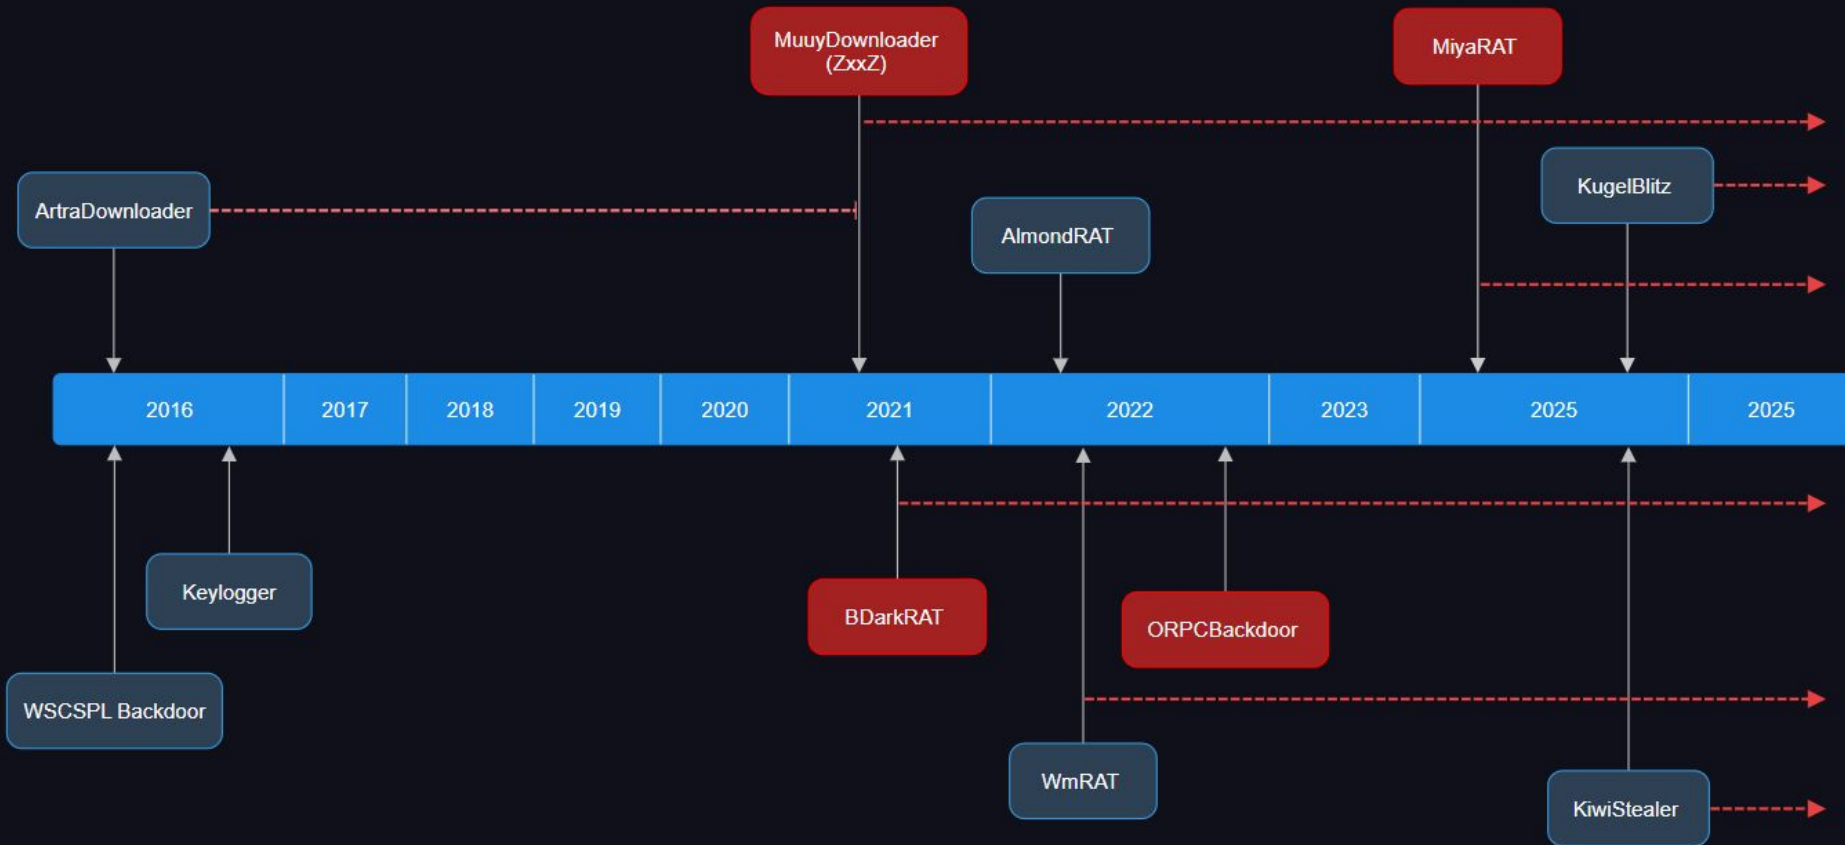 MuuyDownloader
(ZxxZ)
MiyaRAT
KugelBlitz
ArtraDownloader
AlmondRAT
2016
2017
2018
2019
2020
2021
2022
2023
2025
2025
Keylogger
BDarkRAT
ORPCBackdoor
WSCSPL Backdoor
WmRAT
KiwiStealer